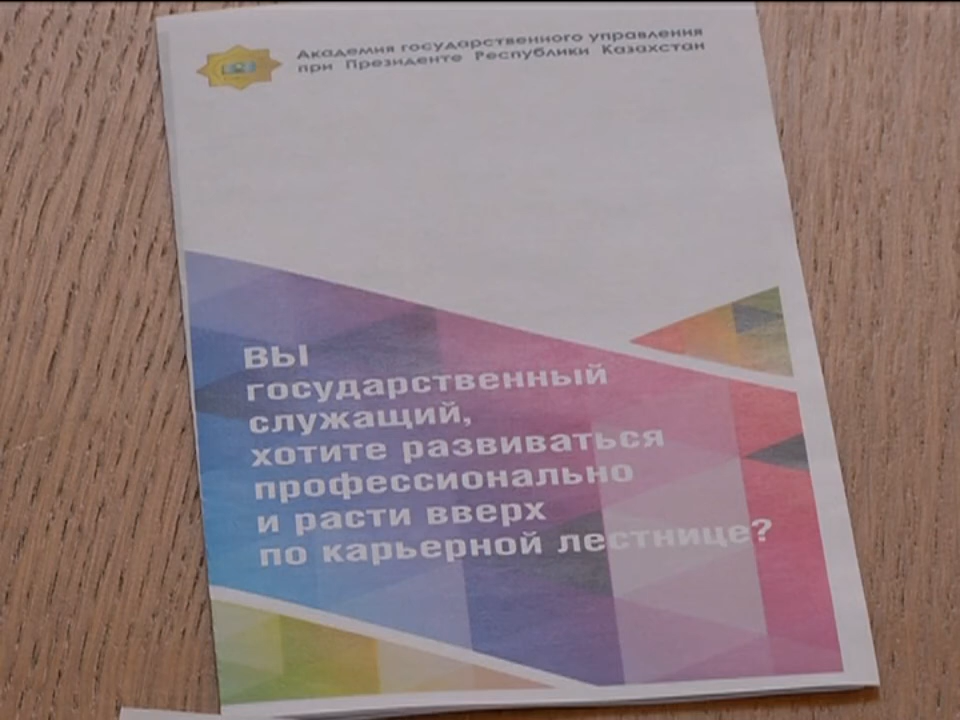 Академия государственного управления
при Президенте Республики Казахстан
ВЫ
государственный
служащий,
хотите развиваться
профессионально
и расти вверх
по карьерной лестнице?